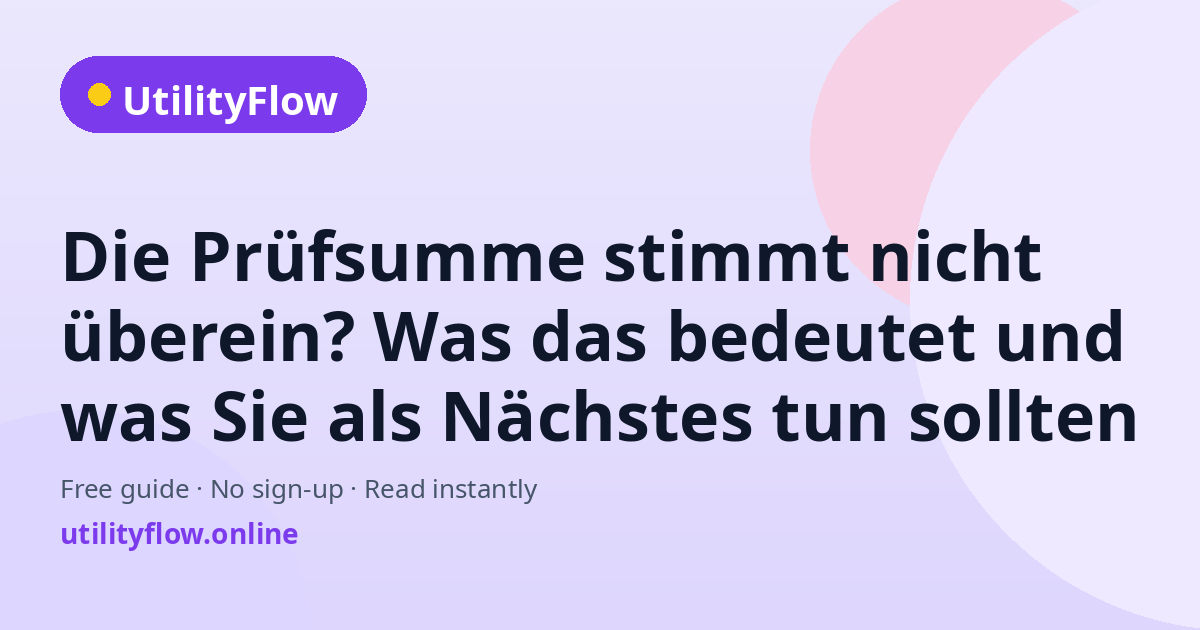 UtilityFlow
Die Prüfsumme stimmt nicht
überein? Was das bedeutet und
was Sie als Nächstes tun sollten
Free guide · No sign-up · Read instantly
utilityflow.online